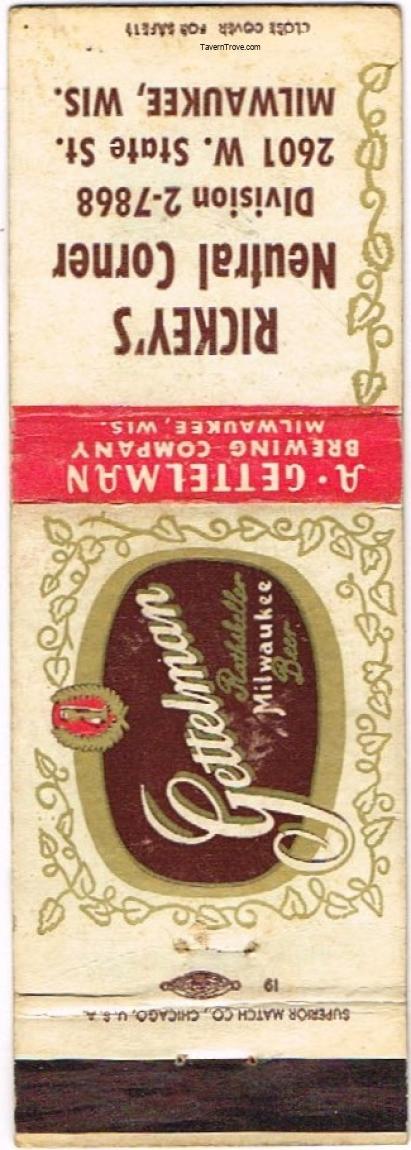 CLOSE COVER FOR SAFETY
TavernTrove.com
RICKEY'S
Neutral Corner
Division 2-7868
2601 W. State St.
MILWAUKEE, WIS.
A·GETTELMAN
BREWING COMPANY
MILWAUKEE, WIS.
Gettelman
Rathskeller
Milwaukee
Beer
19
SUPERIOR MATCH CO., CHICAGO, U.S.A.